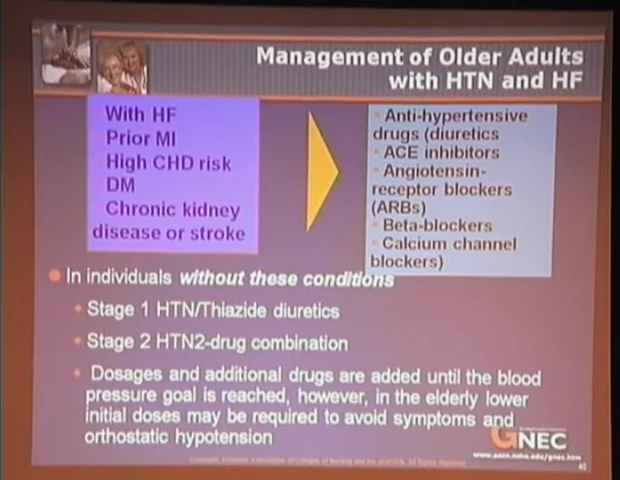 Management of Older Adults
with HTN and HF
With HF
Prior MI
High CHD risk
DM
Chronic kidney
disease or stroke
Anti-hypertensive
drugs (diuretics
ACE inhibitors
Angiotensin-
receptor blockers
(ARBs)
Beta-blockers
Calcium channel
blockers)
In individuals without these conditions
Stage 1 HTN/Thiazide diuretics
Stage 2 HTN2-drug combination
Dosages and additional drugs are added until the blood
pressure goal is reached, however, in the elderly lower
initial doses may be required to avoid symptoms and
orthostatic hypotension
GNEC